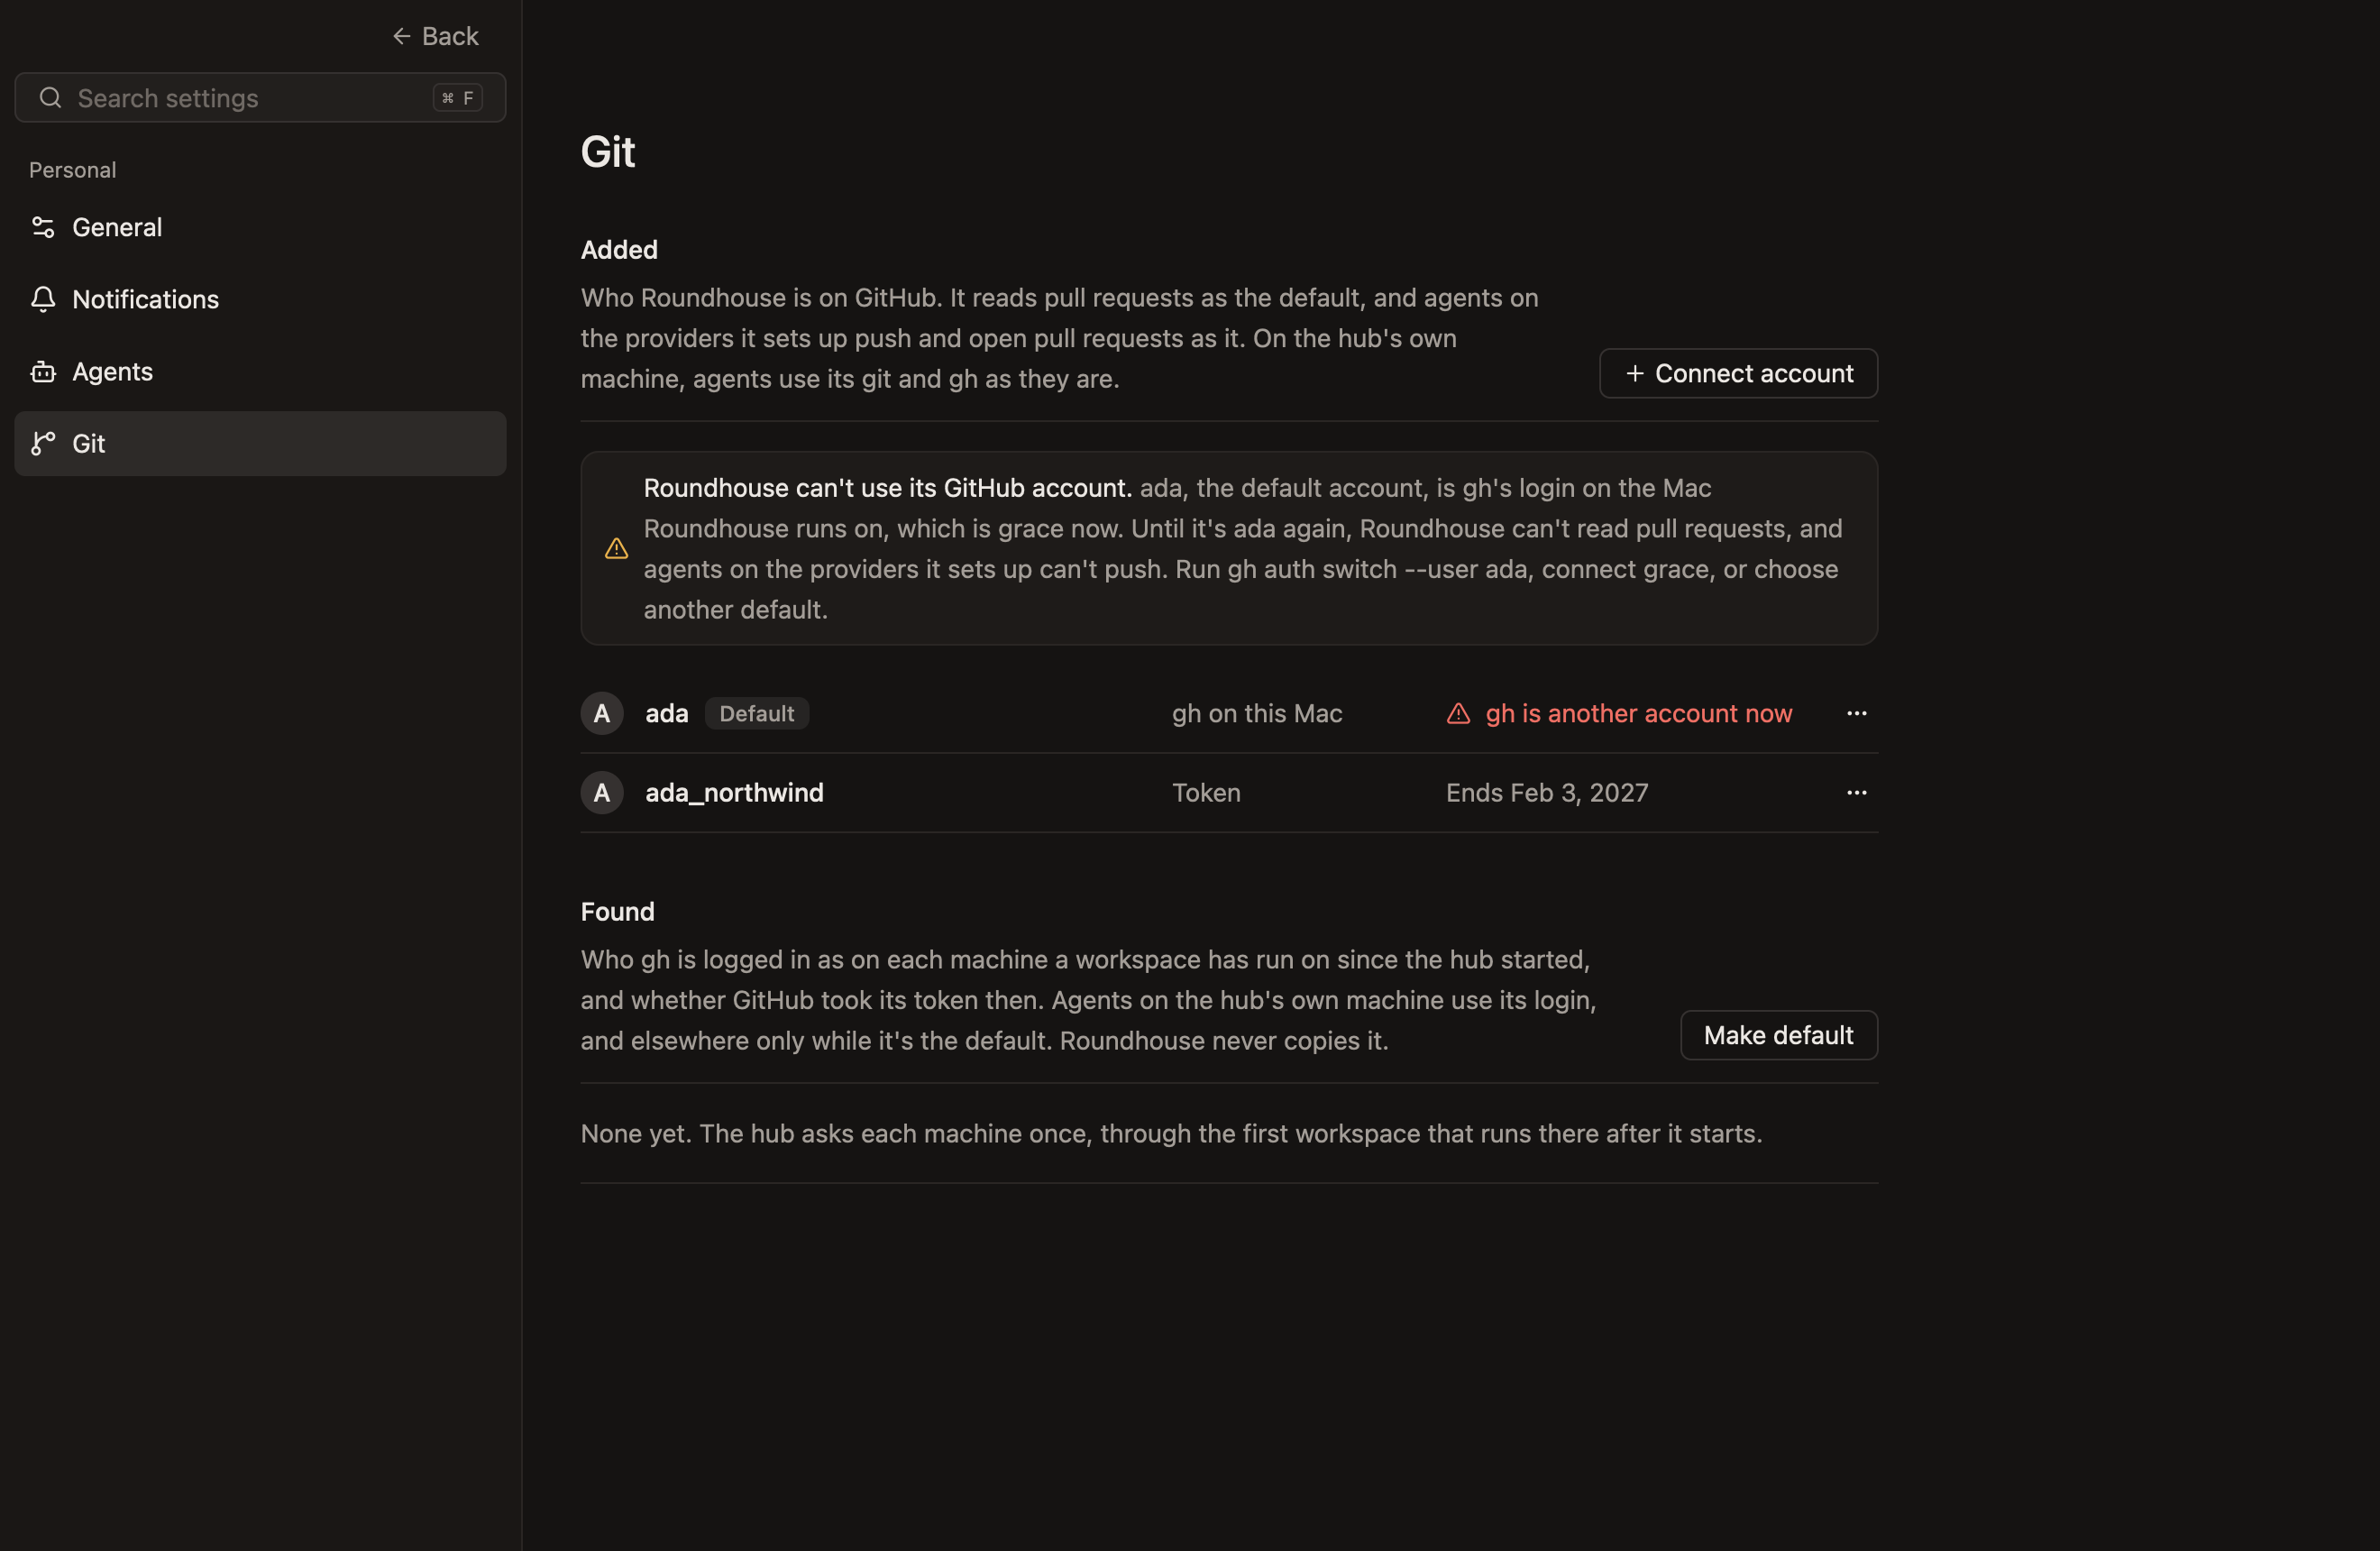 Back
Search settings
⌘ F
Personal
General
Notifications
Agents
Git
Git
Added
Who Roundhouse is on GitHub. It reads pull requests as the default, and agents on
the providers it sets up push and open pull requests as it. On the hub's own
machine, agents use its git and gh as they are.
Connect account
Roundhouse can't use its GitHub account. ada, the default account, is gh's login on the Mac
Roundhouse runs on, which is grace now. Until it's ada again, Roundhouse can't read pull requests, and
agents on the providers it sets up can't push. Run gh auth switch --user ada, connect grace, or choose
another default.
A ada Default gh on this Mac gh is another account now
A ada_northwind Token Ends Feb 3, 2027
Found
Who gh is logged in as on each machine a workspace has run on since the hub started,
and whether GitHub took its token then. Agents on the hub's own machine use its login,
and elsewhere only while it's the default. Roundhouse never copies it.
Make default
None yet. The hub asks each machine once, through the first workspace that runs there after it starts.